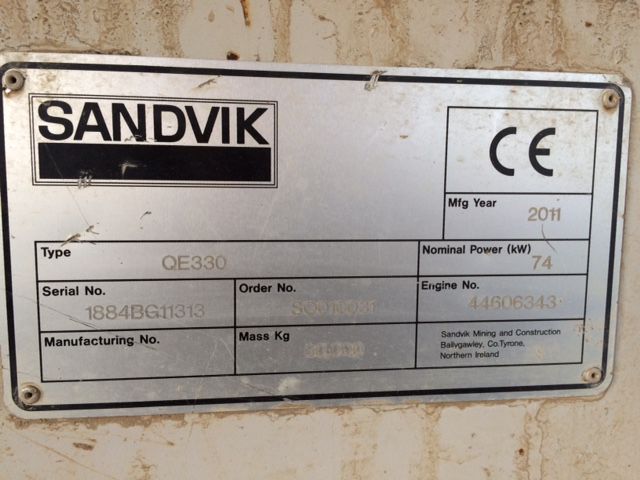 SANDVIK
CE
Mfg Year
2011
Type
QE330
Nominal Power (kW)
74
Serial No.
1884BG11313
Order No.
Engine No.
44606343
Manufacturing No.
Mass Kg
Sandvik Mining and Construction
Ballygawley, Co.Tyrone,
Northern Ireland